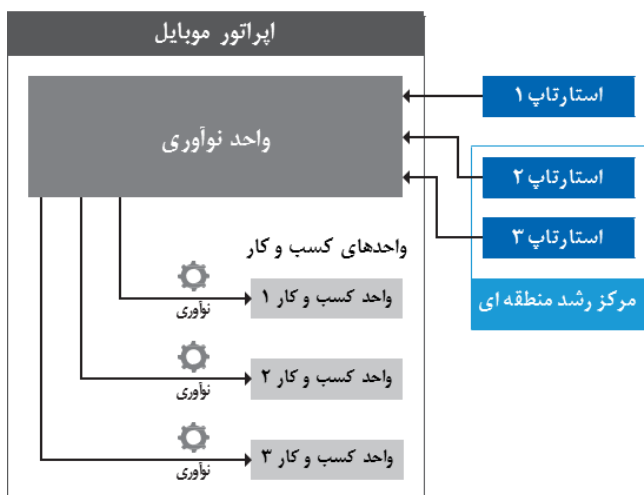 اپراتور موبایل
واحد نوآوری
استارتاپ ۱
استارتاپ ۲
استارتاپ ۳
مرکز رشد منطقه ای
واحدهای کسب و کار
واحد کسب و کار ۱
نوآوری
واحد کسب و کار ۲
نوآوری
واحد کسب و کار ۳
نوآوری